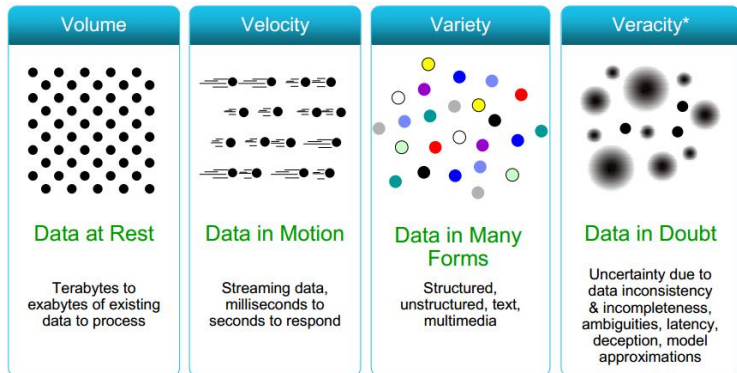 Volume
Data at Rest
Terabytes to
exabytes of existing
data to process
Velocity
Data in Motion
Streaming data,
milliseconds to
seconds to respond
Variety
Data in Many
Forms
Structured,
unstructured, text,
multimedia
Veracity*
Data in Doubt
Uncertainty due to
data inconsistency
& incompleteness,
ambiguities, latency,
deception, model
approximations